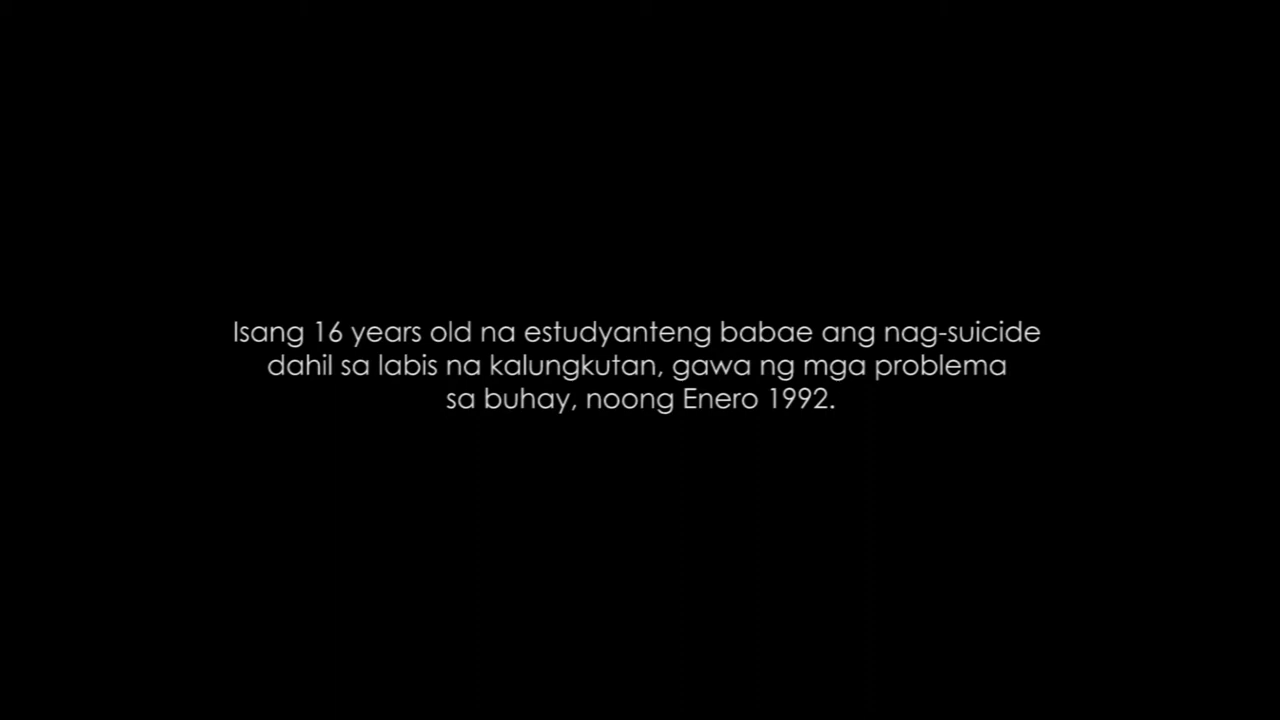 Isang 16 years old na estudyanteng babae ang nag-suicide
dahil sa labis na kalungkutan, gawa ng mga problema
sa buhay, noong Enero 1992.